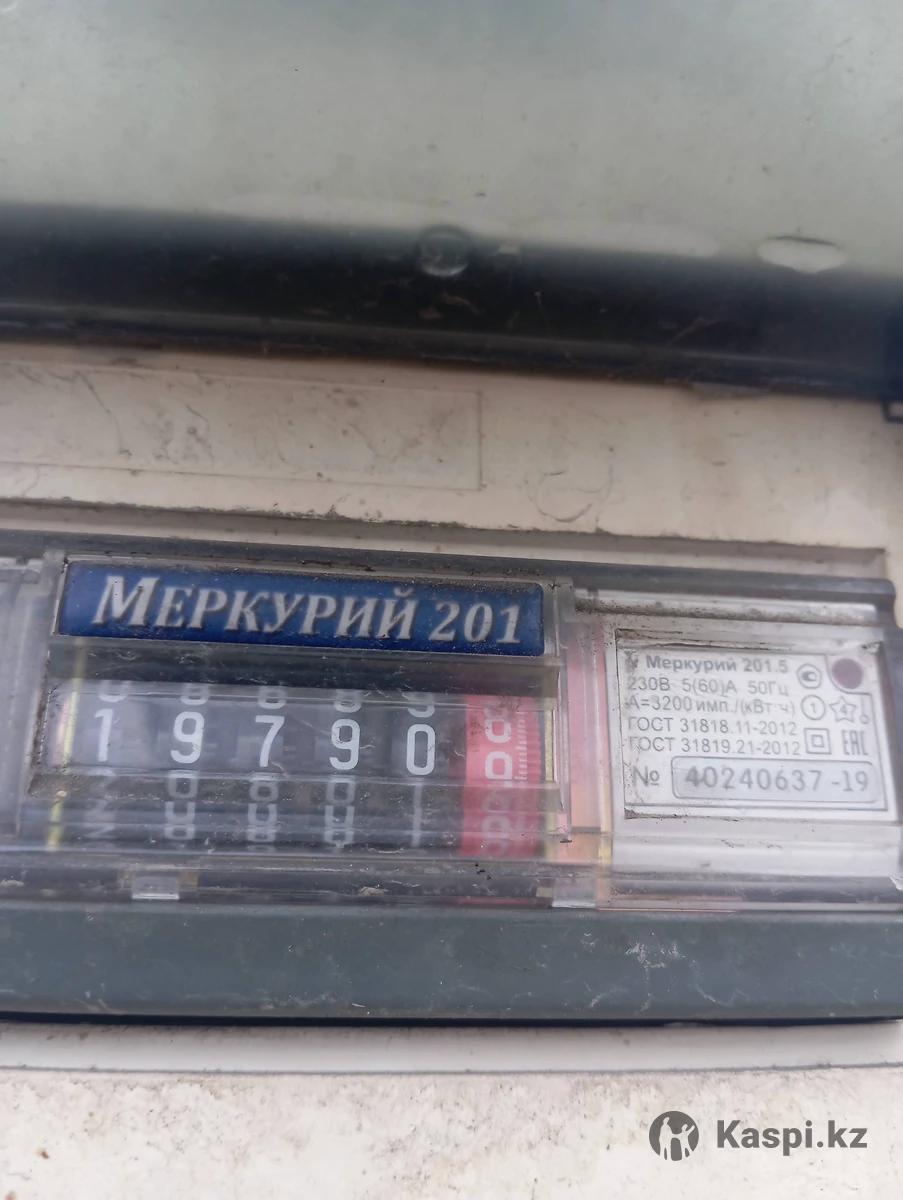 МЕРКУРИЙ 201
19790
Меркурий 201.5
230В 5(60)А 50Гц
А=3200 имп./(кВт·ч)
ГОСТ 31818.11-2012
ГОСТ 31819.21-2012
EAC
№ 40240637-19
Kaspi.kz